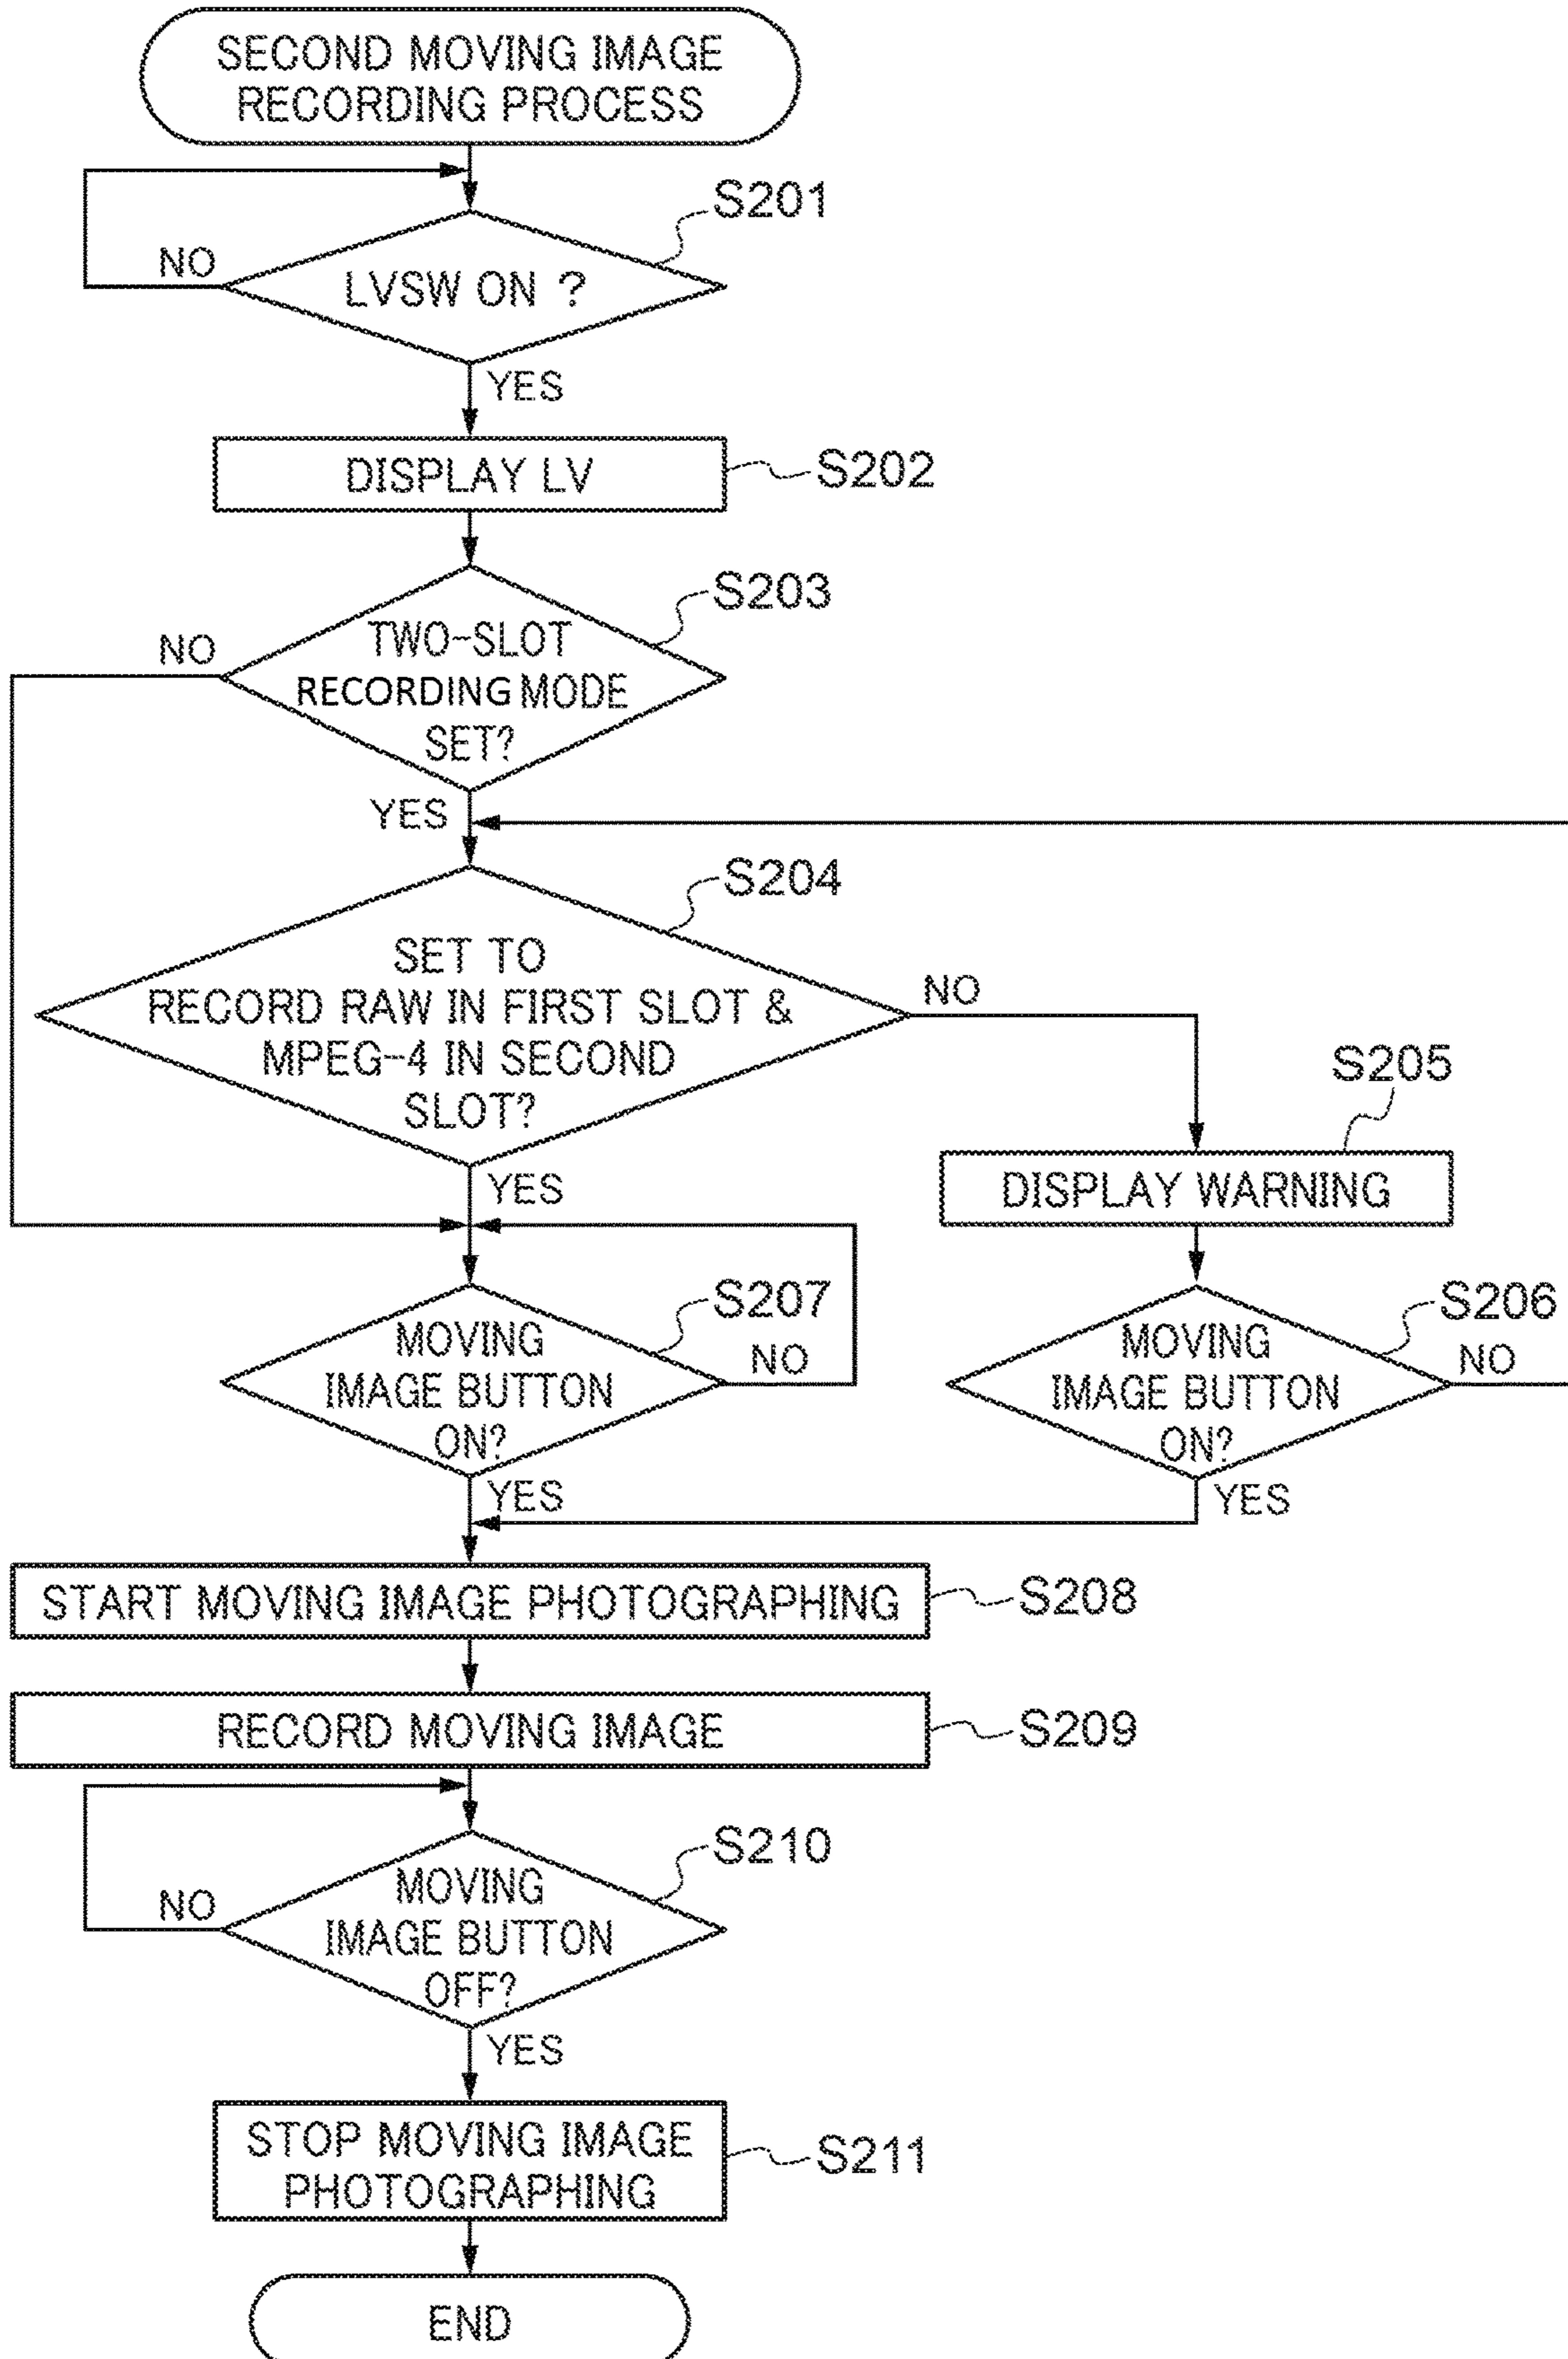 SECOND MOVING IMAGE
RECORDING PROCESS
S201
NO
LVSW ON ?
YES
DISPLAY LV
S202
S203
NO
TWO-SLOT
RECORDING MODE
SET?
YES
S204
SET TO
RECORD RAW IN FIRST SLOT &
MPEG-4 IN SECOND
SLOT?
NO
YES
S205
DISPLAY WARNING
S207
MOVING
IMAGE BUTTON
ON?
NO
YES
S206
MOVING
IMAGE BUTTON
ON?
NO
YES
START MOVING IMAGE PHOTOGRAPHING
S208
RECORD MOVING IMAGE
S209
S210
NO
MOVING
IMAGE BUTTON
OFF?
YES
STOP MOVING IMAGE
PHOTOGRAPHING
S211
END